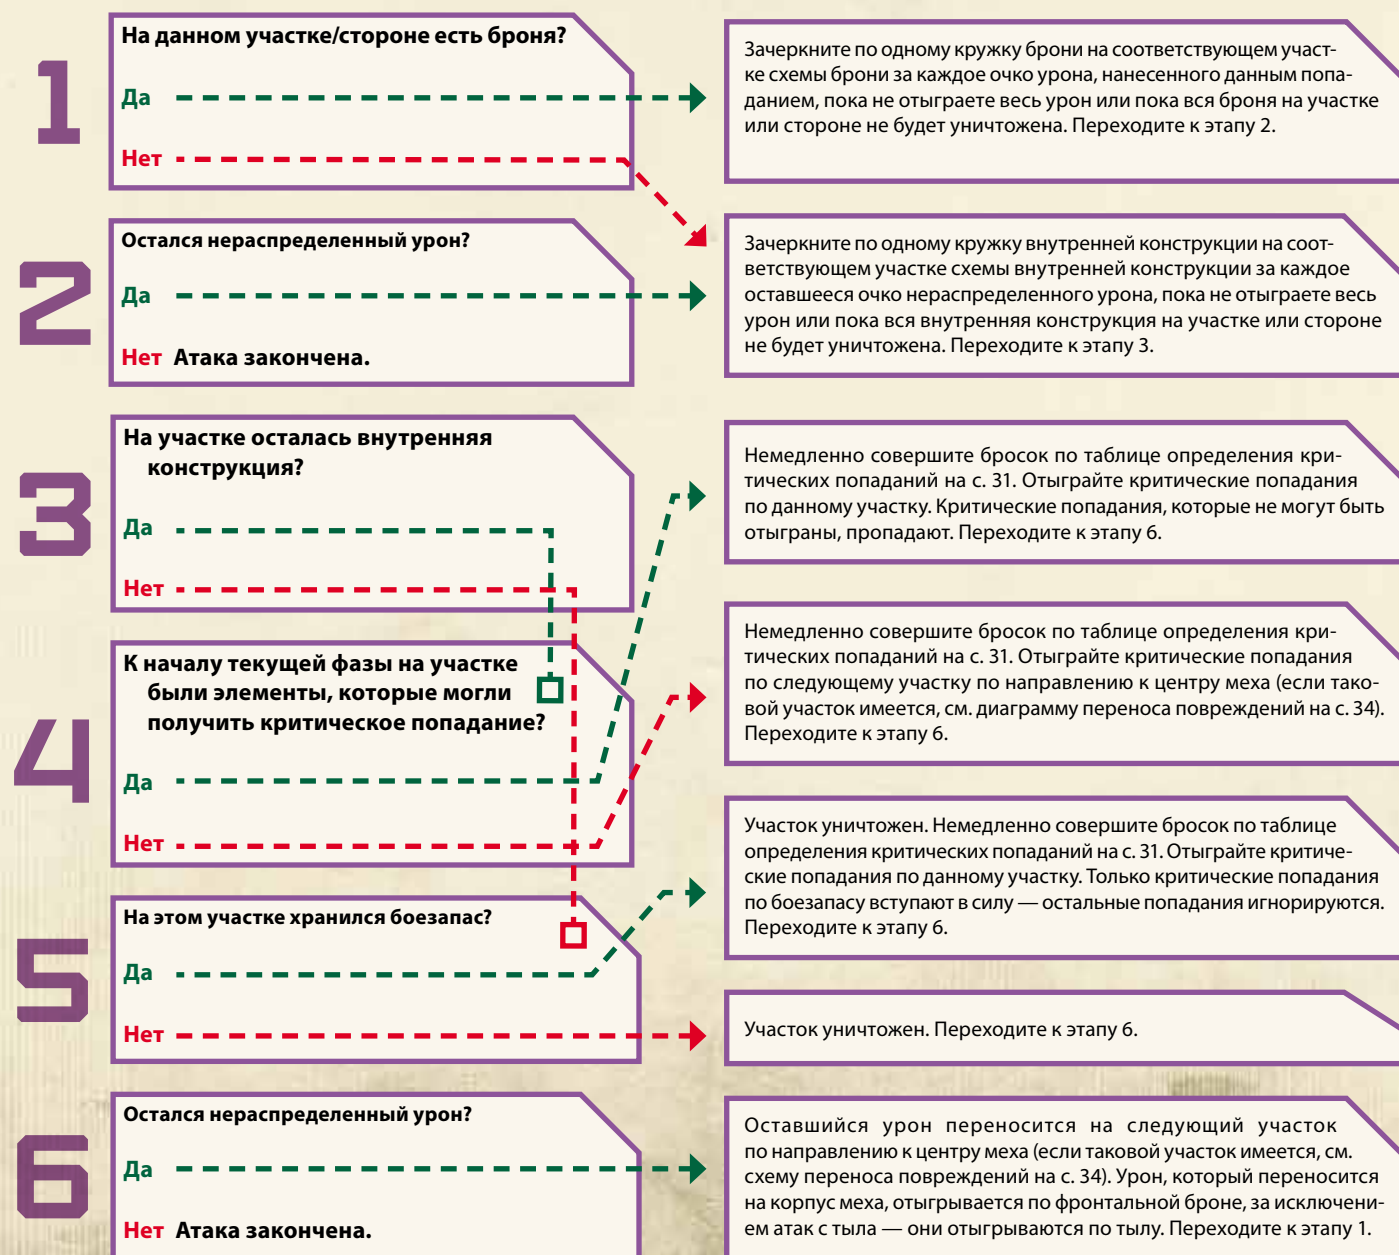 1
На данном участке/стороне есть броня?
Да
Нет
Зачеркните по одному кружку брони на соответствующем участ-
ке схемы брони за каждое очко урона, нанесенного данным попа-
данием, пока не отыграете весь урон или пока вся броня на участке
или стороне не будет уничтожена. Переходите к этапу 2.
2
Остался нераспределенный урон?
Да
Нет Атака закончена.
Зачеркните по одному кружку внутренней конструкции на соот-
ветствующем участке схемы внутренней конструкции за каждое
оставшееся очко нераспределенного урона, пока не отыграете весь
урон или пока вся внутренняя конструкция на участке или стороне
не будет уничтожена. Переходите к этапу 3.
3
На участке осталась внутренняя
конструкция?
Да
Нет
Немедленно совершите бросок по таблице определения кри-
тических попаданий на с. 31. Отыграйте критические попадания
по данному участку. Критические попадания, которые не могут быть
отыграны, пропадают. Переходите к этапу 6.
4
К началу текущей фазы на участке
были элементы, которые могли
получить критическое попадание?
Да
Нет
Немедленно совершите бросок по таблице определения кри-
тических попаданий на с. 31. Отыграйте критические попадания
по следующему участку по направлению к центру меха (если тако-
вой участок имеется, см. диаграмму переноса повреждений на с. 34).
Переходите к этапу 6.
5
На этом участке хранился боезапас?
Да
Нет
Участок уничтожен. Немедленно совершите бросок по таблице
определения критических попаданий на с. 31. Отыграйте критиче-
ские попадания по данному участку. Только критические попадания
по боезапасу вступают в силу — остальные попадания игнорируются.
Переходите к этапу 6.
Участок уничтожен. Переходите к этапу 6.
6
Остался нераспределенный урон?
Да
Нет Атака закончена.
Оставшийся урон переносится на следующий участок
по направлению к центру меха (если таковой участок имеется, см.
схему переноса повреждений на с. 34). Урон, который переносится
на корпус меха, отыгрывается по фронтальной броне, за исключени-
ем атак с тыла — они отыгрываются по тылу. Переходите к этапу 1.